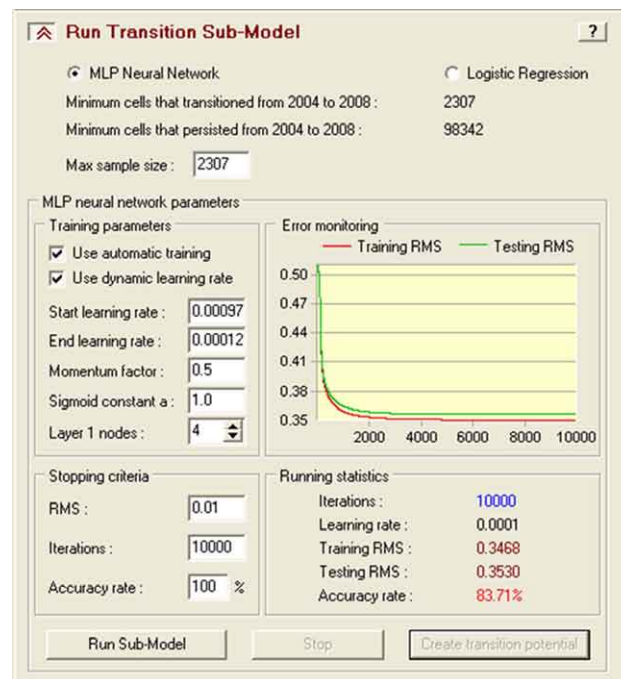 Run Transition Sub-Model ?
MLP Neural Network Logistic Regression
Minimum cells that transitioned from 2004 to 2008 : 2307
Minimum cells that persisted from 2004 to 2008 : 98342
Max sample size : 2307
MLP neural network parameters
Training parameters
Use automatic training
Use dynamic learning rate
Start learning rate : 0.00097
End learning rate : 0.00012
Momentum factor : 0.5
Sigmoid constant a : 1.0
Layer 1 nodes : 4
Error monitoring
Training RMS Testing RMS
0.50
0.47
0.44
0.41
0.38
0.35
2000 4000 6000 8000 10000
Stopping criteria
RMS : 0.01
Iterations : 10000
Accuracy rate : 100 %
Running statistics
Iterations : 10000
Learning rate : 0.0001
Training RMS : 0.3468
Testing RMS : 0.3530
Accuracy rate : 83.71%
Run Sub-Model Stop Create transition potential